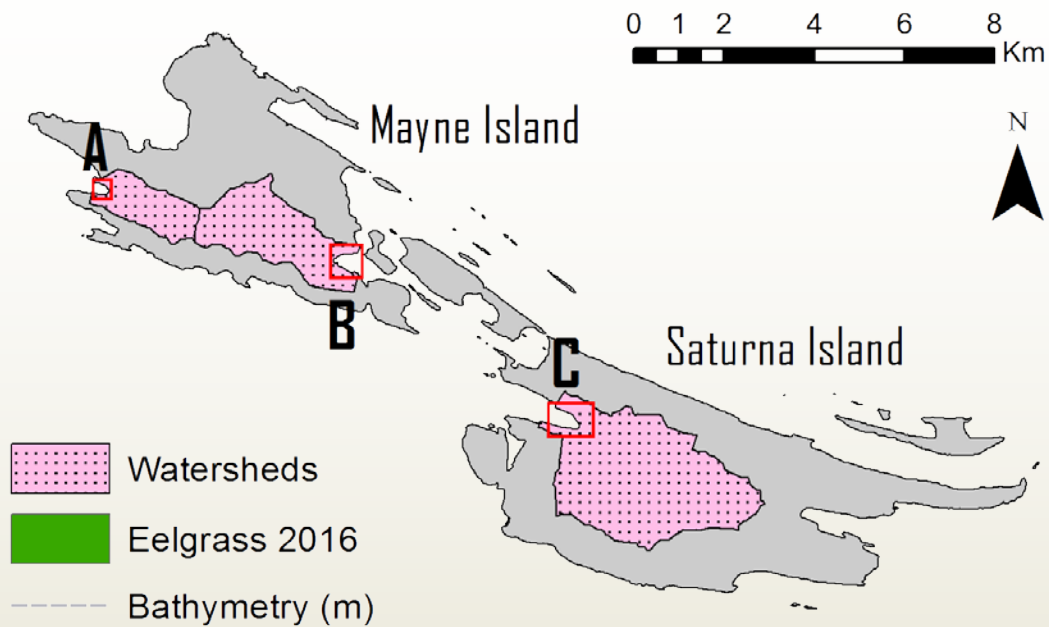 0 1 2 4 6 8
Km
Mayne Island
N
A
B
C
Saturna Island
Watersheds
Eelgrass 2016
Bathymetry (m)